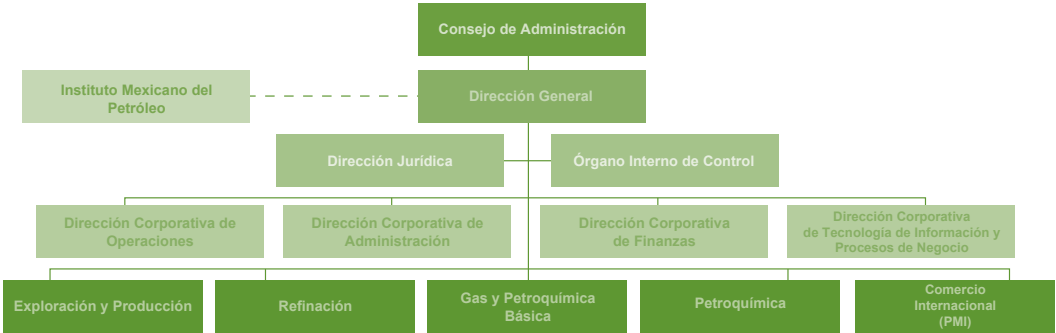 Consejo de Administración
Instituto Mexicano del
Petróleo
Dirección General
Dirección Jurídica
Órgano Interno de Control
Dirección Corporativa de
Operaciones
Dirección Corporativa de
Administración
Dirección Corporativa
de Finanzas
Dirección Corporativa
de Tecnología de Información y
Procesos de Negocio
Exploración y Producción
Refinación
Gas y Petroquímica
Básica
Petroquímica
Comercio
Internacional
(PMI)